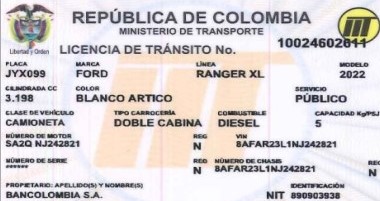 REPÚBLICA DE COLOMBIA
MINISTERIO DE TRANSPORTE
Libertad y Orden
LICENCIA DE TRÁNSITO No. 10024602611
PLACA MARCA LÍNEA MODELO
JYX099 FORD RANGER XL 2022
CILINDRADA CC COLOR SERVICIO
3.198 BLANCO ARTICO PÚBLICO
CLASE DE VEHÍCULO TIPO CARROCERÍA COMBUSTIBLE CAPACIDAD Kg/PSJ
CAMIONETA DOBLE CABINA DIESEL 5
NÚMERO DE MOTOR REG VIN
SA2Q NJ242821 N 8AFAR23L1NJ242821
NÚMERO DE SERIE REG NÚMERO DE CHASIS REG
****** N 8AFAR23L1NJ242821 N
PROPIETARIO: APELLIDO(S) Y NOMBRE(S) IDENTIFICACIÓN
BANCOLOMBIA S.A. NIT 890903938